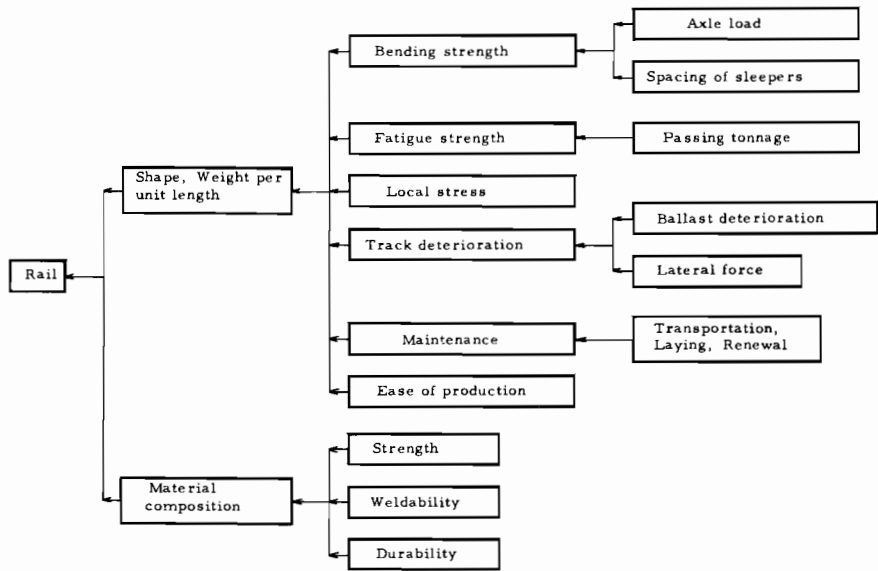 Axle load
Bending strength
Spacing of sleepers
Fatigue strength
Passing tonnage
Shape, Weight per
unit length
Local stress
Ballast deterioration
Track deterioration
Rail
Lateral force
Transportation,
Laying, Renewal
Maintenance
Ease of production
Strength
Material
composition
Weldability
Durability